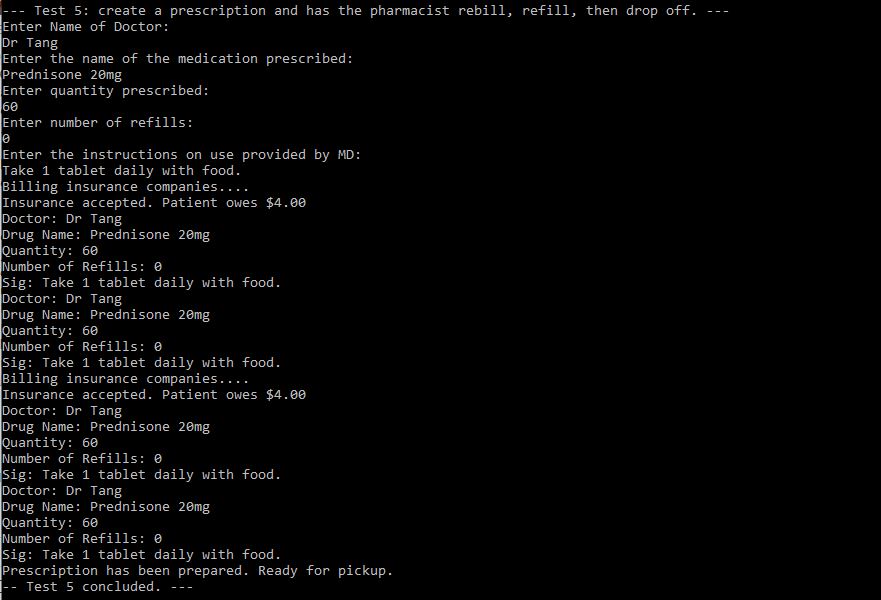 --- Test 5: create a prescription and has the pharmacist rebill, refill, then drop off. ---
Enter Name of Doctor:
Dr Tang
Enter the name of the medication prescribed:
Prednisone 20mg
Enter quantity prescribed:
60
Enter number of refills:
0
Enter the instructions on use provided by MD:
Take 1 tablet daily with food.
Billing insurance companies....
Insurance accepted. Patient owes $4.00
Doctor: Dr Tang
Drug Name: Prednisone 20mg
Quantity: 60
Number of Refills: 0
Sig: Take 1 tablet daily with food.
Doctor: Dr Tang
Drug Name: Prednisone 20mg
Quantity: 60
Number of Refills: 0
Sig: Take 1 tablet daily with food.
Billing insurance companies....
Insurance accepted. Patient owes $4.00
Doctor: Dr Tang
Drug Name: Prednisone 20mg
Quantity: 60
Number of Refills: 0
Sig: Take 1 tablet daily with food.
Doctor: Dr Tang
Drug Name: Prednisone 20mg
Quantity: 60
Number of Refills: 0
Sig: Take 1 tablet daily with food.
Prescription has been prepared. Ready for pickup.
-- Test 5 concluded. ---